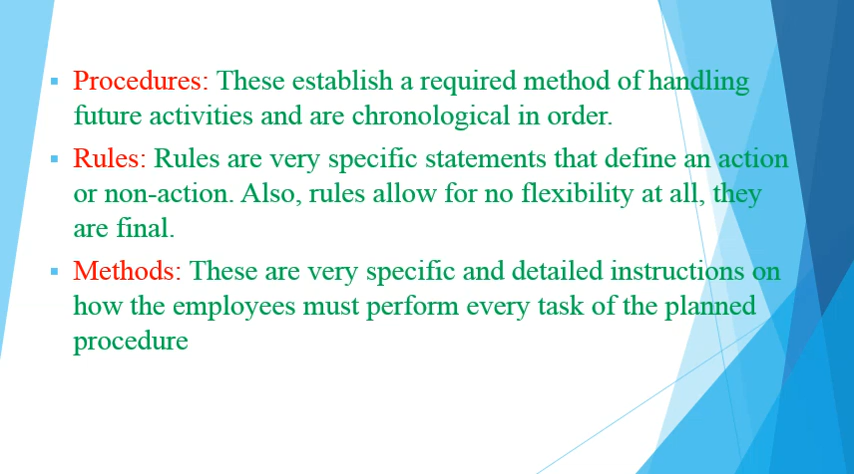 ▪ Procedures: These establish a required method of handling
future activities and are chronological in order.
▪ Rules: Rules are very specific statements that define an action
or non-action. Also, rules allow for no flexibility at all, they
are final.
▪ Methods: These are very specific and detailed instructions on
how the employees must perform every task of the planned
procedure